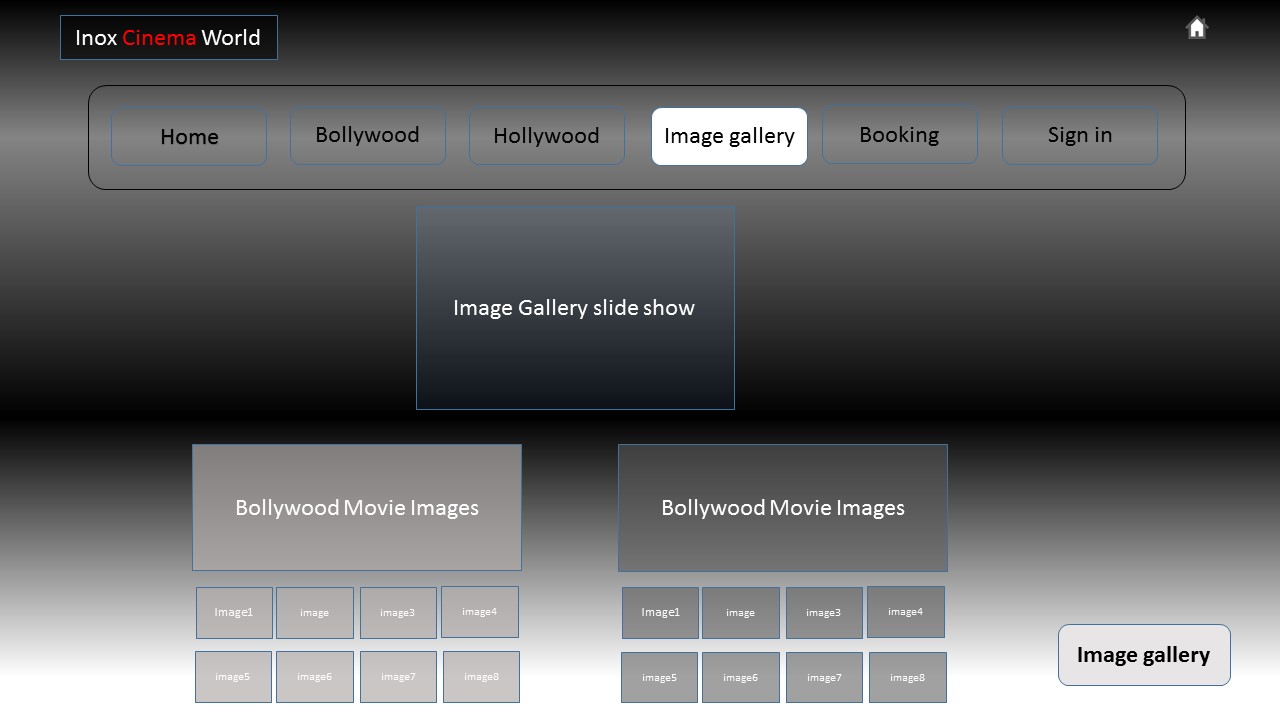 Inox Cinema World
Home
Bollywood
Hollywood
Image gallery
Booking
Sign in
Image Gallery slide show
Bollywood Movie Images
Bollywood Movie Images
Image1
image
image3
image4
Image1
image
image3
image4
image5
image6
image7
image8
image5
image6
image7
image8
Image gallery